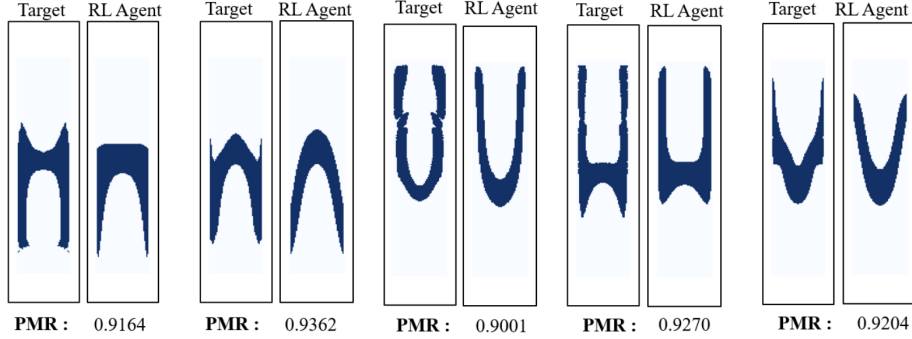 Target RL Agent Target RL Agent Target RL Agent Target RL Agent Target RL Agent
PMR : 0.9164 PMR : 0.9362 PMR : 0.9001 PMR : 0.9270 PMR : 0.9204